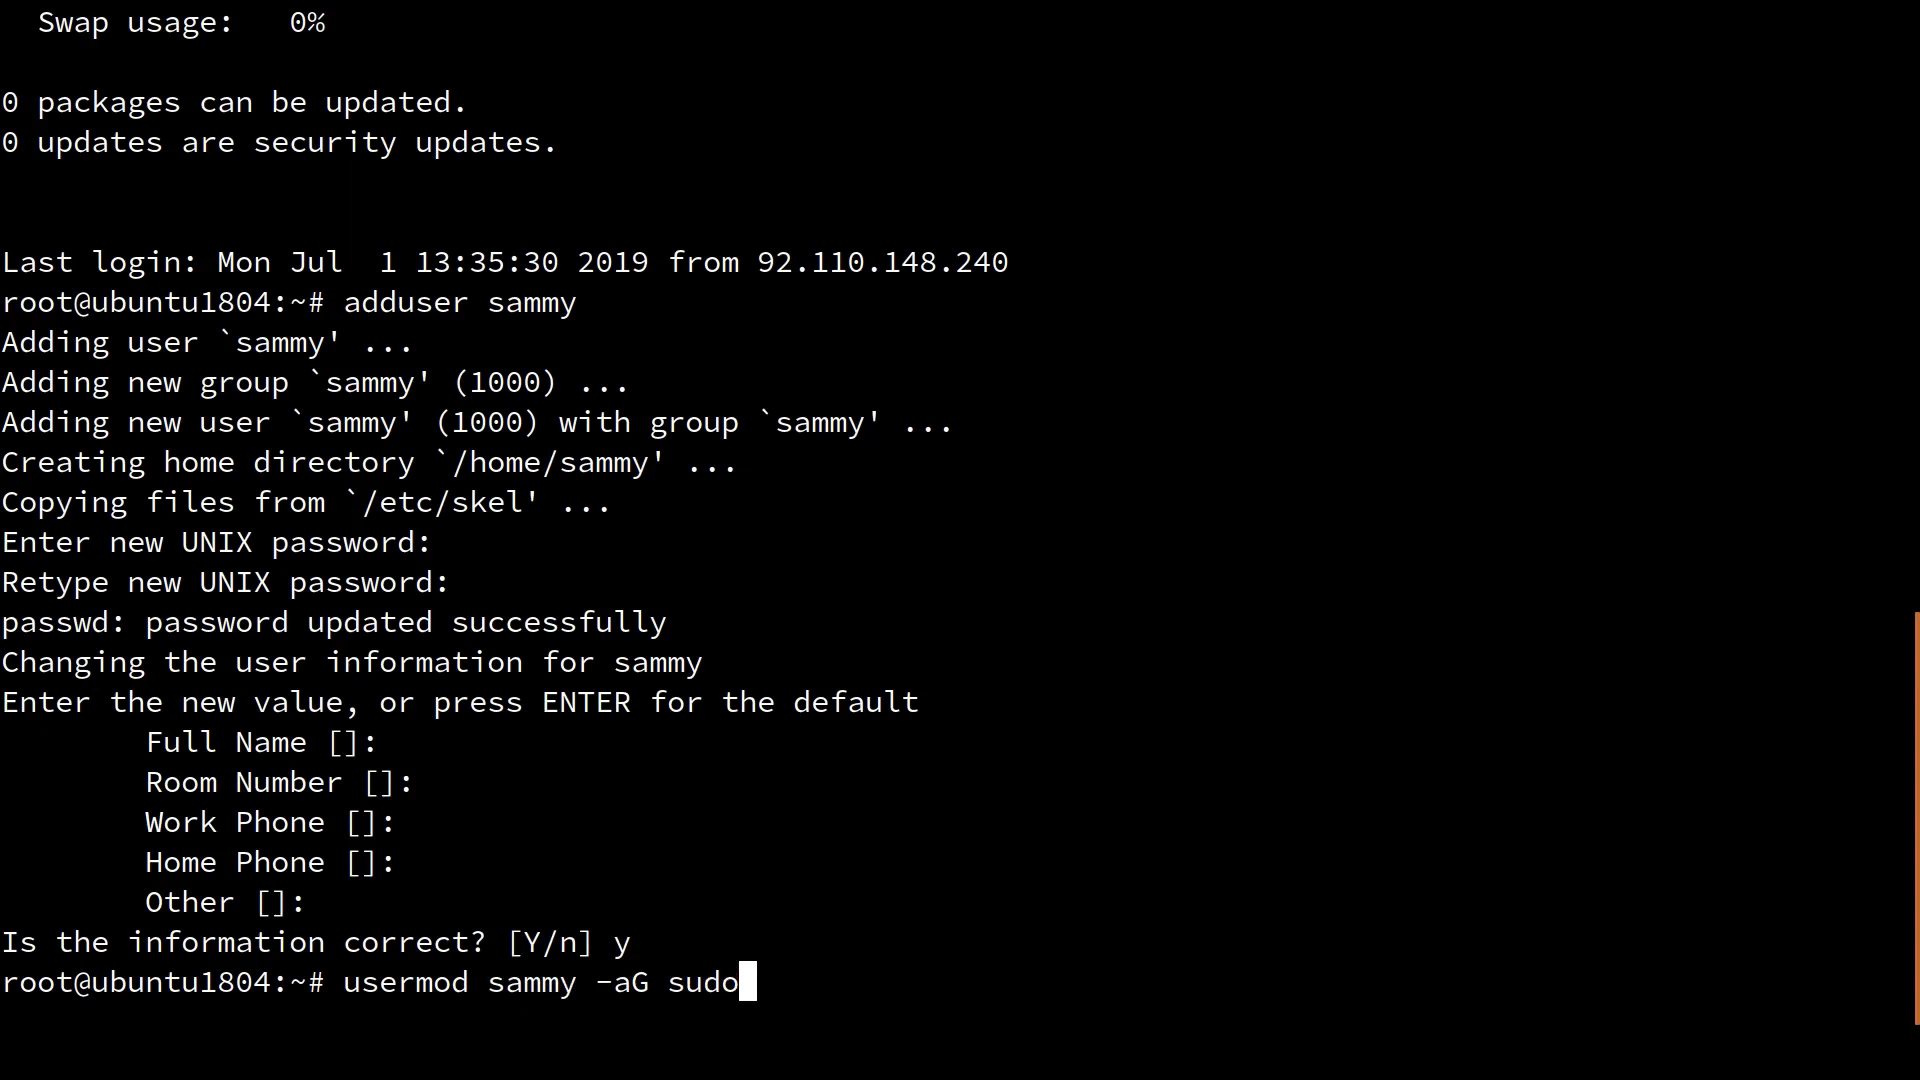 Swap usage:   0%
0 packages can be updated.
0 updates are security updates.
Last login: Mon Jul  1 13:35:30 2019 from 92.110.148.240
root@ubuntu1804:~# adduser sammy
Adding user `sammy' ...
Adding new group `sammy' (1000) ...
Adding new user `sammy' (1000) with group `sammy' ...
Creating home directory `/home/sammy' ...
Copying files from `/etc/skel' ...
Enter new UNIX password:
Retype new UNIX password:
passwd: password updated successfully
Changing the user information for sammy
Enter the new value, or press ENTER for the default
Full Name []:
Room Number []:
Work Phone []:
Home Phone []:
Other []:
Is the information correct? [Y/n] y
root@ubuntu1804:~# usermod sammy -aG sudo